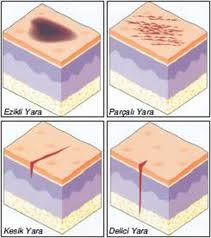 Ezikli Yara
Parçalı Yara
Kesik Yara
Delici Yara